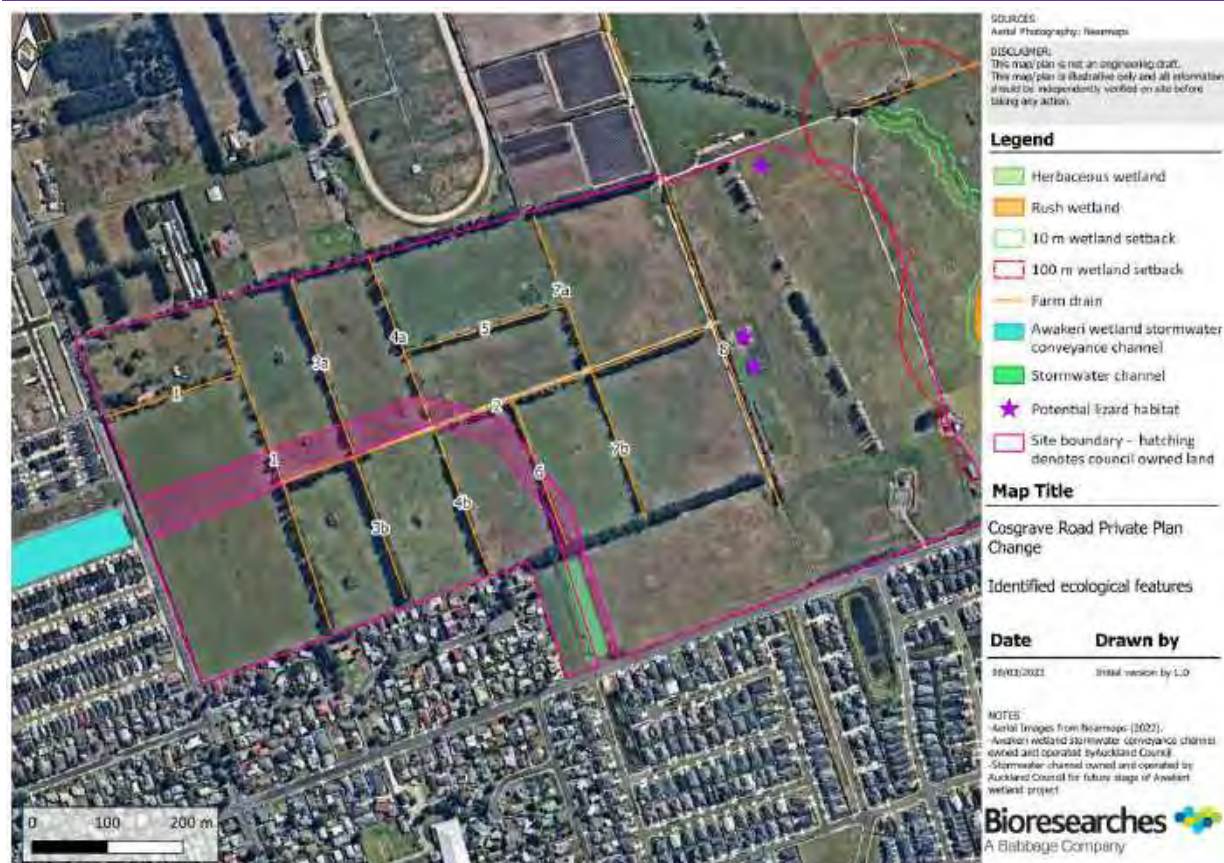 SOURCES
Aerial Photography: Nearmaps
DISCLAIMER:
This map/plan is not an engineering draft.
This map/plan is illustrative only and all information
should be independently verified on site before
taking any action.
Legend
Herbaceous wetland
Rush wetland
10 m wetland setback
100 m wetland setback
Farm drain
Awakeri wetland stormwater
conveyance channel
Stormwater channel
Potential lizard habitat
Site boundary - hatching
denotes council owned land
Map Title
Cosgrave Road Private Plan
Change
Identified ecological features
Date Drawn by
Initial version by L.D
NOTES
-Aerial Images from Nearmaps (2022).
-Awakeri wetland stormwater conveyance channel
owned and operated by Auckland Council
-Stormwater channel owned and operated by
Auckland Council for future stage of Awakeri
wetland project
Bioresearches
A Babbage Company
7a
4a
5
3a
8
1
2
7b
1
6
4b
3b
0 100 200 m